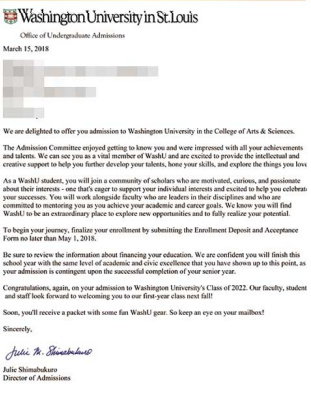 Washington University in St. Louis
Office of Undergraduate Admissions
March 15, 2018
We are delighted to offer you admission to Washington University in the College of Arts & Sciences.
The Admission Committee enjoyed getting to know you and were impressed with all your achievements
and talents. We can see you as a vital member of WashU and are excited to provide the intellectual and
creative support to help you further develop your talents, hone your skills, and explore the things you love
As a WashU student, you will join a community of scholars who are motivated, curious, and passionate
about their interests - one that's eager to support your individual interests and excited to help you celebrate
your successes. You will work alongside faculty who are leaders in their disciplines and who are
committed to mentoring you as you achieve your academic and career goals. We know you will find
WashU to be an extraordinary place to explore new opportunities and to fully realize your potential.
To begin your journey, finalize your enrollment by submitting the Enrollment Deposit and Acceptance
Form no later than May 1, 2018.
Be sure to review the information about financing your education. We are confident you will finish this
school year with the same level of academic and civic excellence that you have shown up to this point, as
your admission is contingent upon the successful completion of your senior year.
Congratulations, again, on your admission to Washington University's Class of 2022. Our faculty, student
and staff look forward to welcoming you to our first-year class next fall!
Soon, you'll receive a packet with some fun WashU gear. So keep an eye on your mailbox!
Sincerely,
Julie M. Shimabukuro
Julie Shimabukuro
Director of Admissions